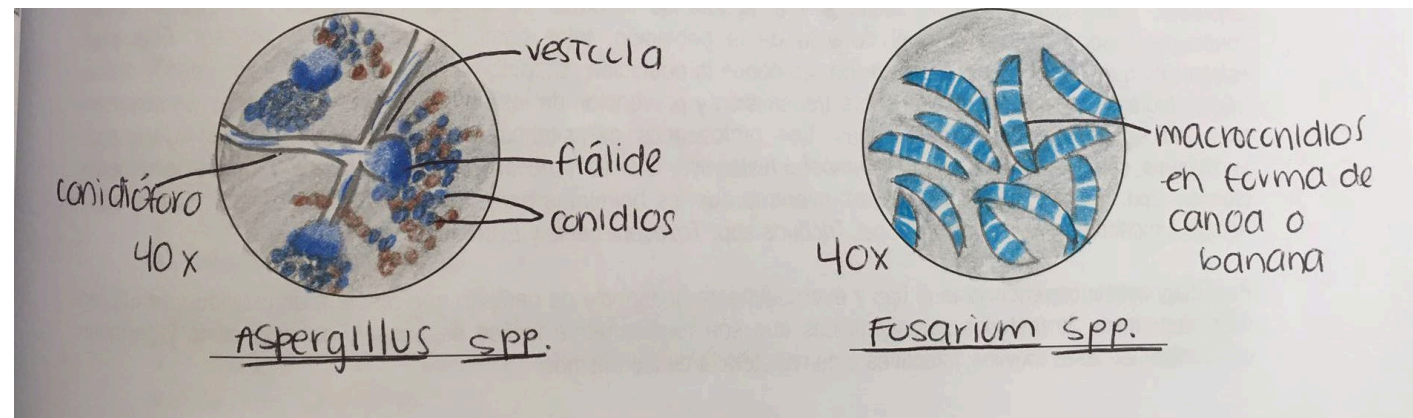 vesícula
fiálide
conidios
conidióforo
40x
Aspergillus spp.
macroconidios
en forma de
canoa o
banana
40x
Fusarium spp.